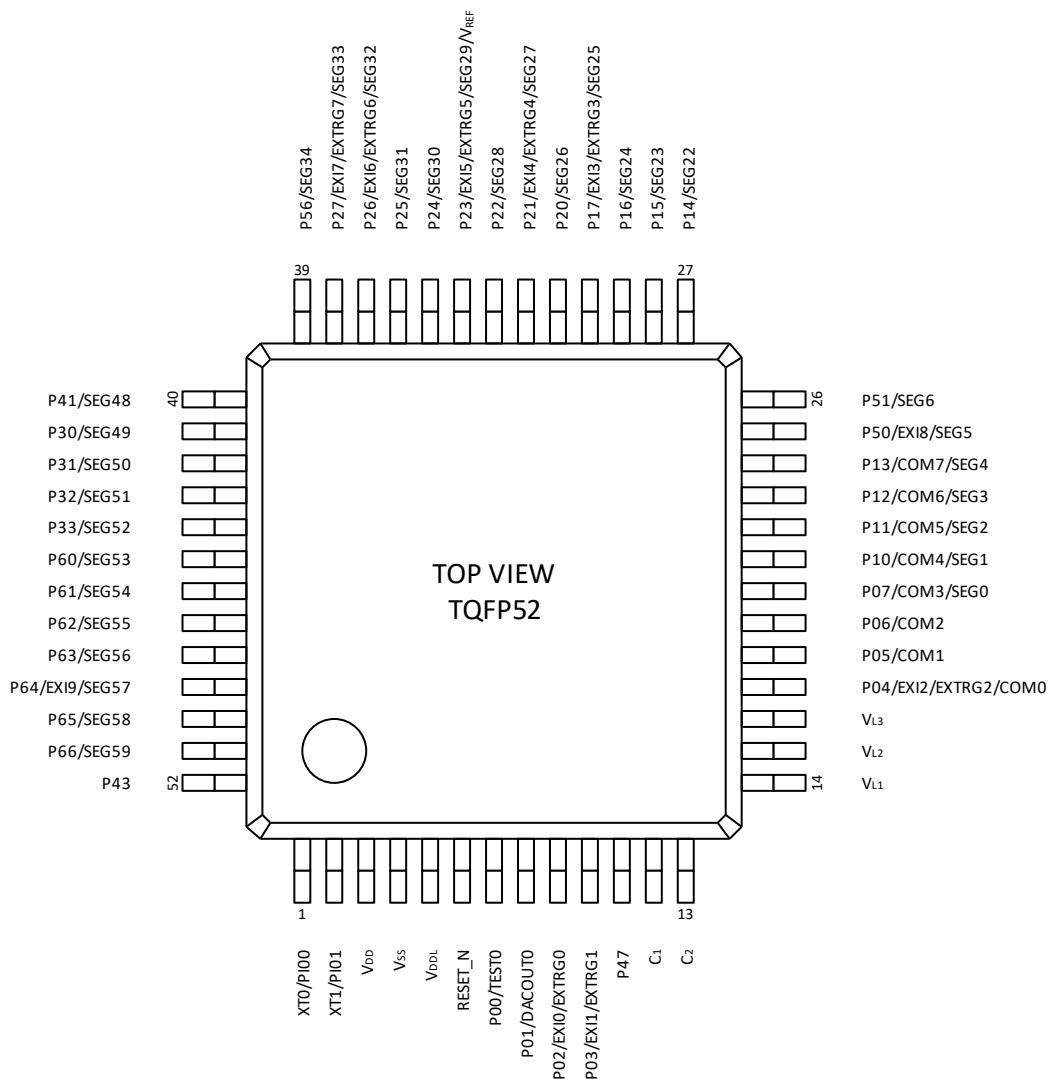 P56/SEG34
P27/EXI7/EXTRG7/SEG33
P26/EXI6/EXTRG6/SEG32
P25/SEG31
P24/SEG30
P23/EXI5/EXTRG5/SEG29/VREF
P22/SEG28
P21/EXI4/EXTRG4/SEG27
P20/SEG26
P17/EXI3/EXTRG3/SEG25
P16/SEG24
P15/SEG23
P14/SEG22
39
27
P41/SEG48
P30/SEG49
P31/SEG50
P32/SEG51
P33/SEG52
P60/SEG53
P61/SEG54
P62/SEG55
P63/SEG56
P64/EXI9/SEG57
P65/SEG58
P66/SEG59
P43
40
52
TOP VIEW
TQFP52
26
14
P51/SEG6
P50/EXI8/SEG5
P13/COM7/SEG4
P12/COM6/SEG3
P11/COM5/SEG2
P10/COM4/SEG1
P07/COM3/SEG0
P06/COM2
P05/COM1
P04/EXI2/EXTRG2/COM0
VL3
VL2
VL1
1
13
XT0/PI00
XT1/PI01
VDD
VSS
VDDL
RESET_N
P00/TEST0
P01/DACOUT0
P02/EXI0/EXTRG0
P03/EXI1/EXTRG1
P47
C1
C2